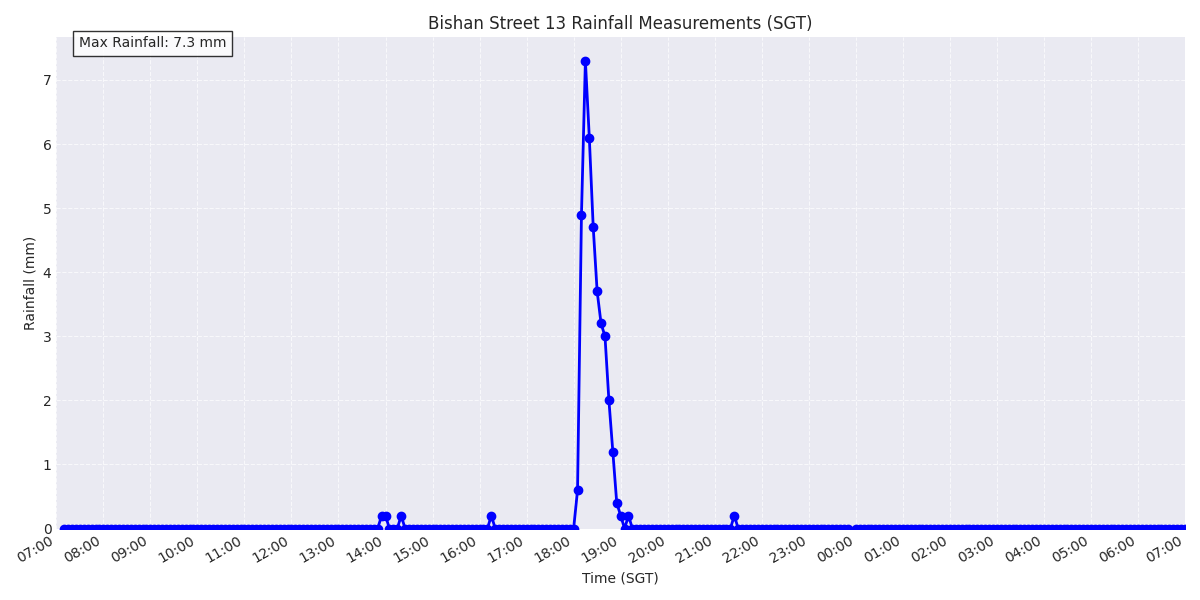 Bishan Street 13 Rainfall Measurements (SGT)
Max Rainfall: 7.3 mm
Rainfall (mm)
7
6
5
4
3
2
1
0
07:00 08:00 09:00 10:00 11:00 12:00 13:00 14:00 15:00 16:00 17:00 18:00 19:00 20:00 21:00 22:00 23:00 00:00 01:00 02:00 03:00 04:00 05:00 06:00 07:00
Time (SGT)